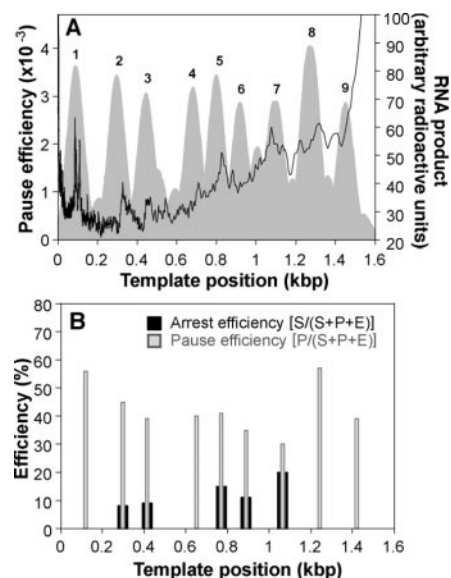 A
Pause efficiency (x10⁻³)
4
3
2
1
0
1
2
3
4
5
6
7
8
9
100
90
80
70
60
50
40
30
20
RNA product
(arbitrary radioactive units)
0 0.2 0.4 0.6 0.8 1.0 1.2 1.4 1.6
Template position (kbp)
B
Efficiency (%)
80
70
60
50
40
30
20
10
0
Arrest efficiency [S/(S+P+E)]
Pause efficiency [P/(S+P+E)]
0 0.2 0.4 0.6 0.8 1 1.2 1.4 1.6
Template position (kbp)